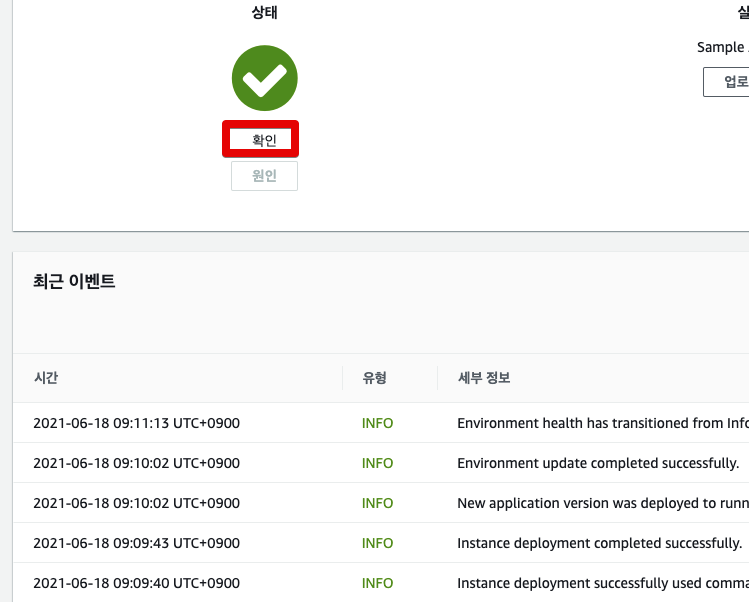 상태
Sample
업로
확인
원인
최근 이벤트
시간 유형 세부 정보
2021-06-18 09:11:13 UTC+0900 INFO Environment health has transitioned from Info
2021-06-18 09:10:02 UTC+0900 INFO Environment update completed successfully.
2021-06-18 09:10:02 UTC+0900 INFO New application version was deployed to runn
2021-06-18 09:09:43 UTC+0900 INFO Instance deployment completed successfully.
2021-06-18 09:09:40 UTC+0900 INFO Instance deployment successfully used comma